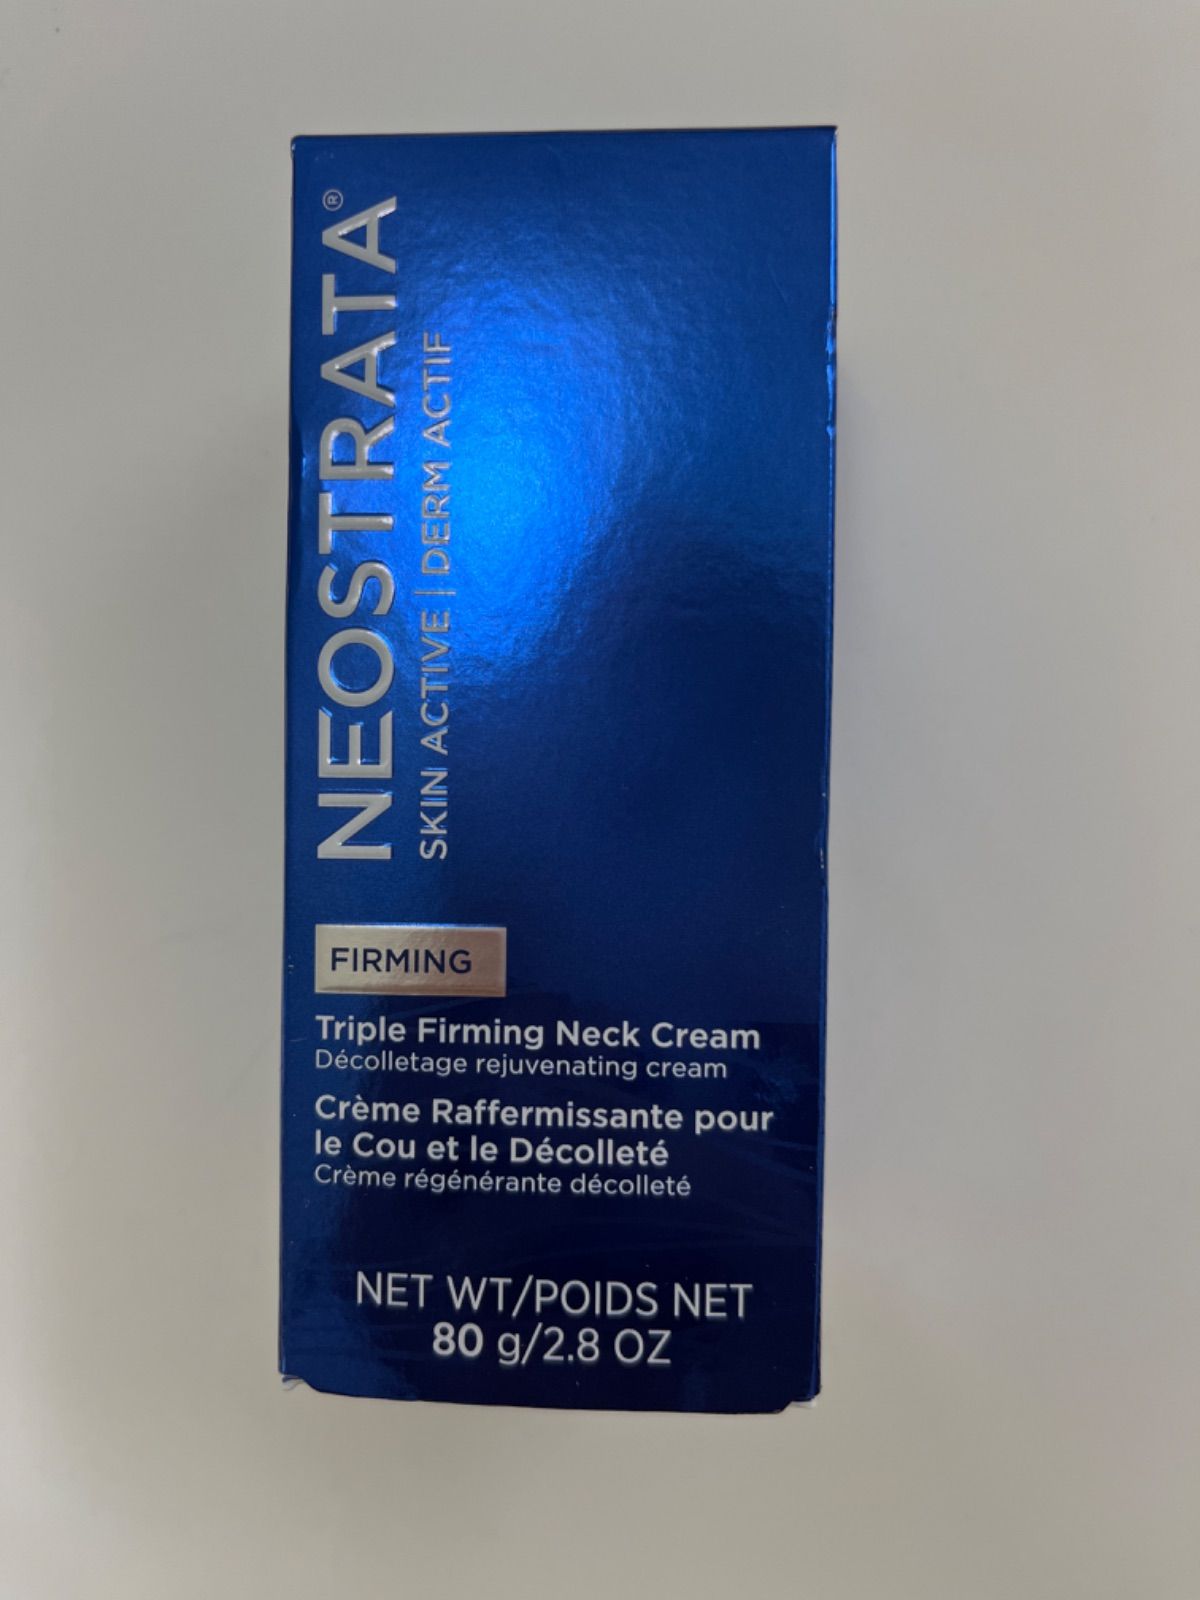 NEOSTRATA®
SKIN ACTIVE | DERM ACTIF
FIRMING
Triple Firming Neck Cream
Décolletage rejuvenating cream
Crème Raffermissante pour
le Cou et le Décolleté
Crème régénérante décolleté
NET WT/POIDS NET
80 g/2.8 OZ